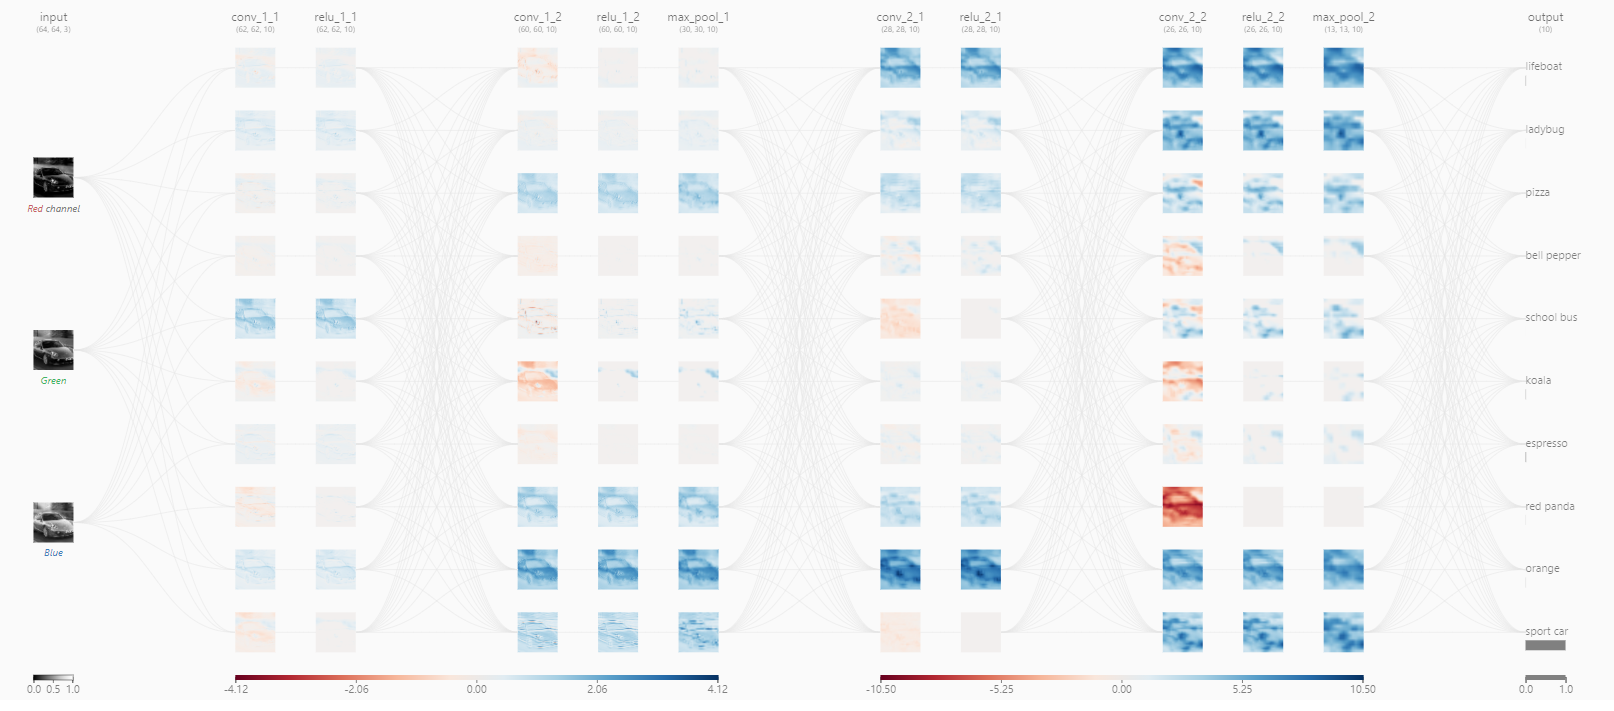 input conv_1_1 relu_1_1 conv_1_2 relu_1_2 max_pool_1 conv_2_1 relu_2_1 conv_2_2 relu_2_2 max_pool_2 output
(64, 64, 3) (62, 62, 10) (62, 62, 10) (60, 60, 10) (60, 60, 10) (30, 30, 10) (28, 28, 10) (28, 28, 10) (26, 26, 10) (26, 26, 10) (13, 13, 10) (10)
lifeboat
ladybug
pizza
Red channel
bell pepper
school bus
Green
koala
espresso
red panda
Blue
orange
sport car
0.0 0.5 1.0 -4.12 -2.06 0.00 2.06 4.12 -10.50 -5.25 0.00 5.25 10.50 0.0 1.0